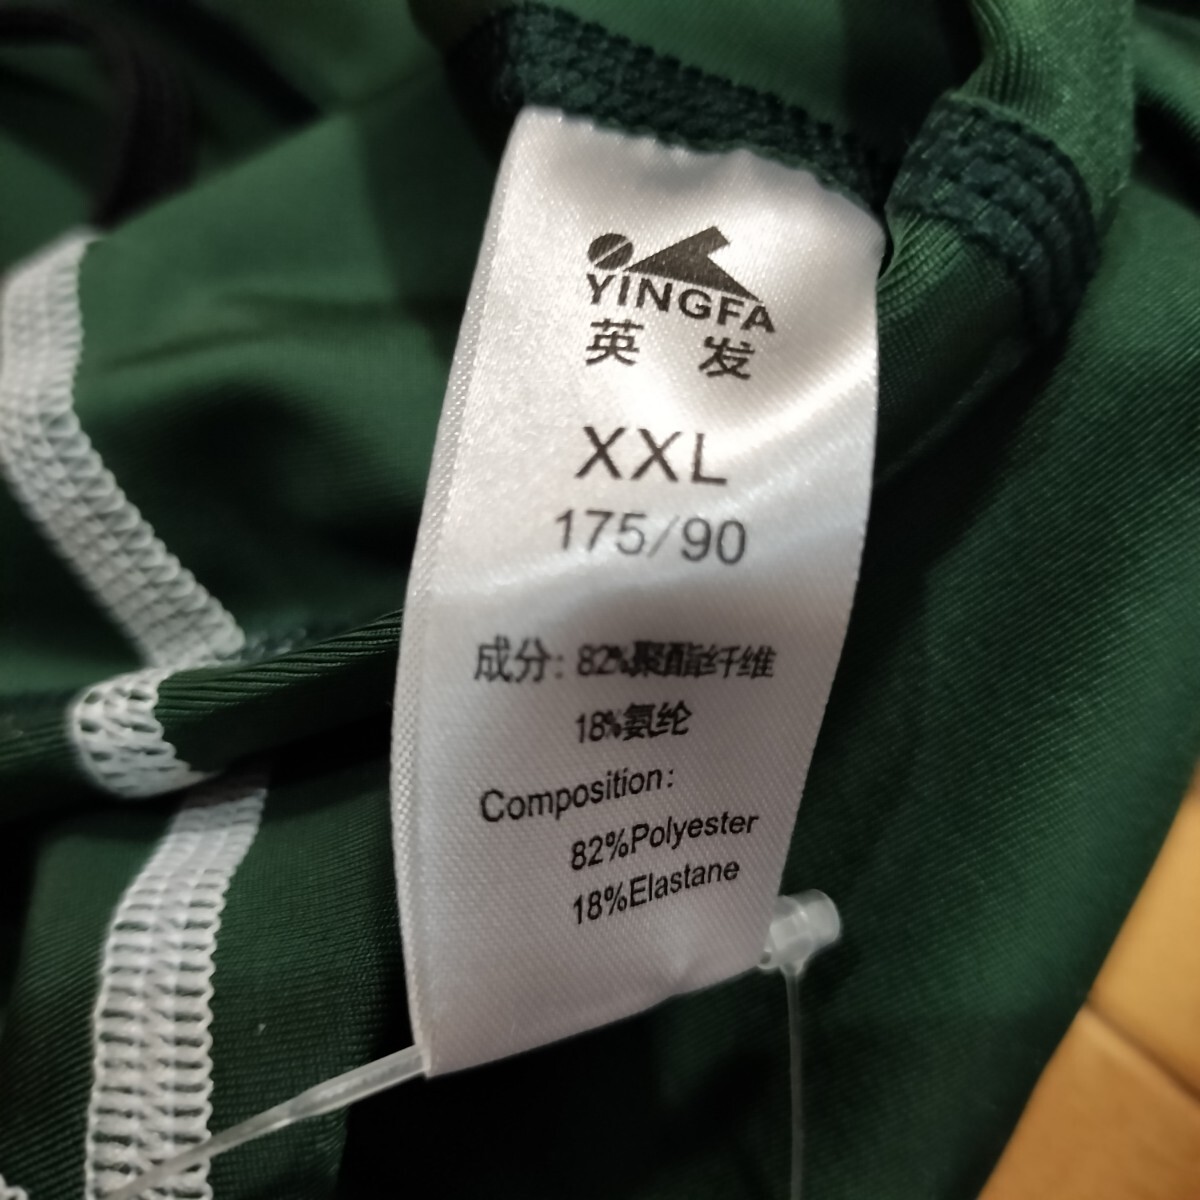 YINGFA
英发
XXL
175/90
成分: 82%聚酯纤维
18%氨纶
Composition:
82%Polyester
18%Elastane